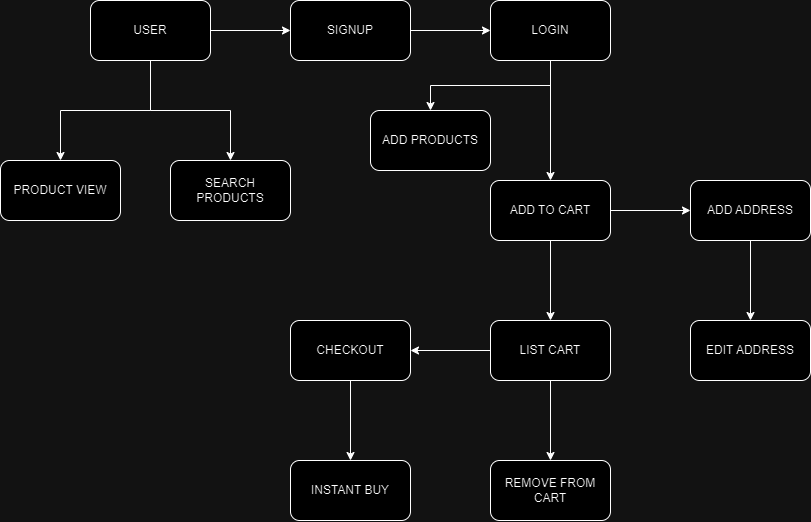 USER
SIGNUP
LOGIN
ADD PRODUCTS
PRODUCT VIEW
SEARCH
PRODUCTS
ADD TO CART
ADD ADDRESS
CHECKOUT
LIST CART
EDIT ADDRESS
INSTANT BUY
REMOVE FROM
CART